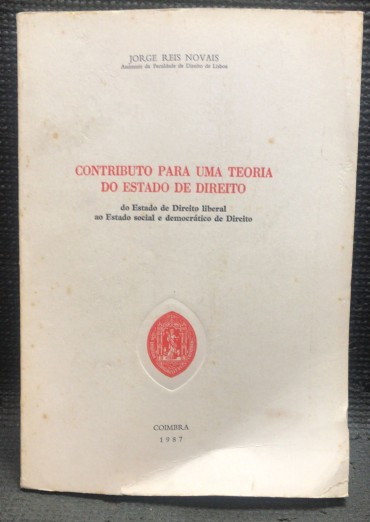 JORGE REIS NOVAIS
Assistente da Faculdade de Direito de Lisboa
CONTRIBUTO PARA UMA TEORIA
DO ESTADO DE DIREITO
do Estado de Direito liberal
ao Estado social e democrático de Direito
COIMBRA
1987